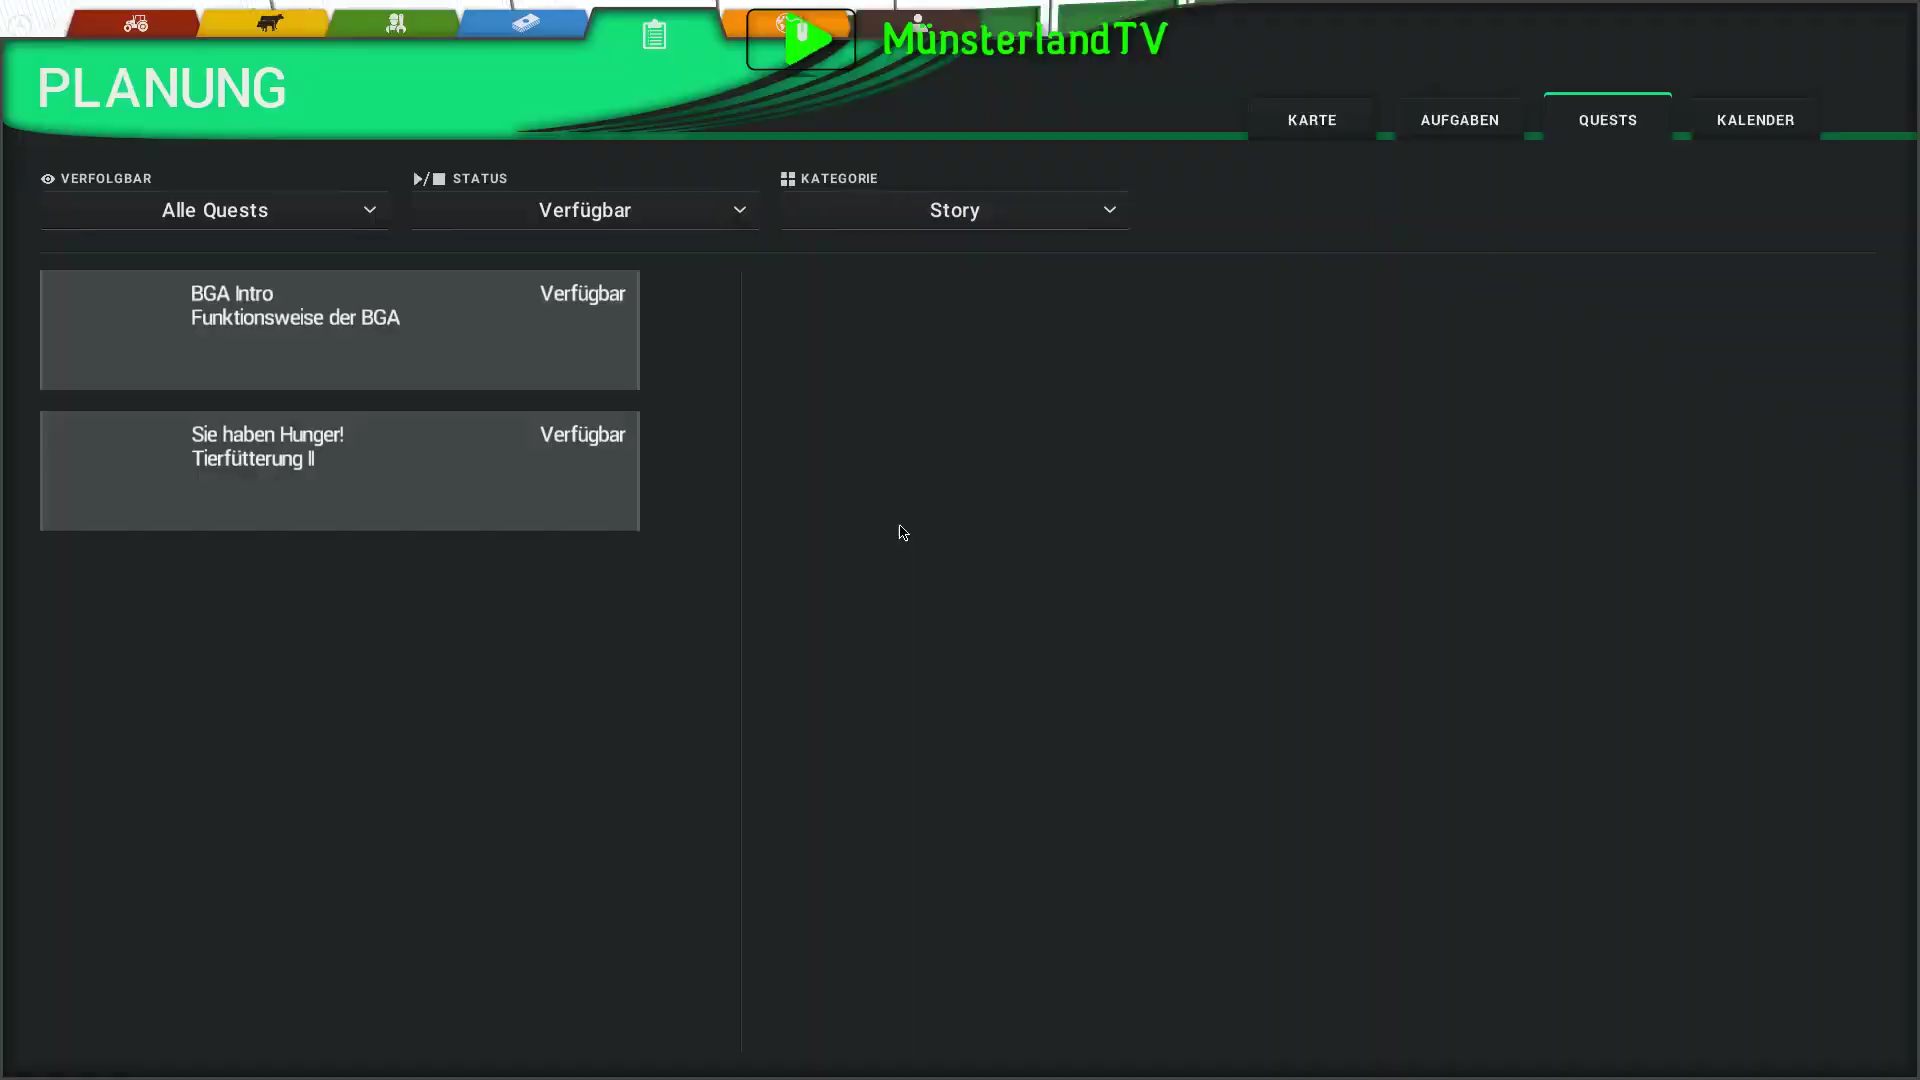 MünsterlandTV
PLANUNG
KARTE
AUFGABEN
QUESTS
KALENDER
VERFOLGBAR
STATUS
KATEGORIE
Alle Quests
Verfügbar
Story
BGA Intro
Verfügbar
Funktionsweise der BGA
Sie haben Hunger!
Verfügbar
Tierfütterung II